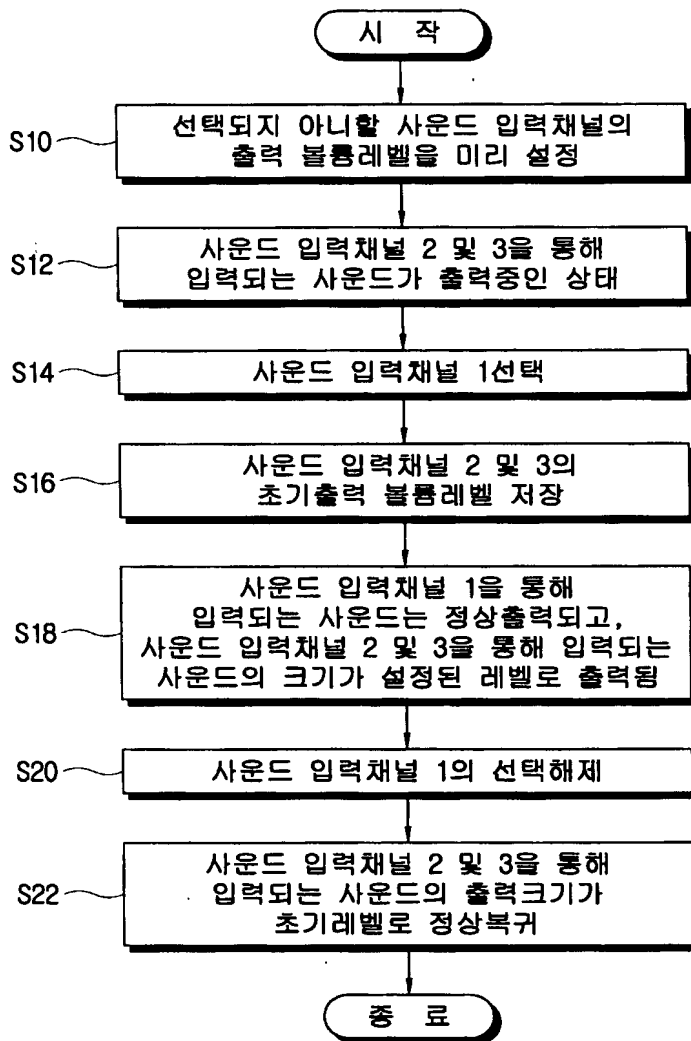 시 작
S10
선택되지 아니할 사운드 입력채널의
출력 볼륨레벨을 미리 설정
S12
사운드 입력채널 2 및 3을 통해
입력되는 사운드가 출력중인 상태
S14
사운드 입력채널 1선택
S16
사운드 입력채널 2 및 3의
초기출력 볼륨레벨 저장
S18
사운드 입력채널 1을 통해
입력되는 사운드는 정상출력되고,
사운드 입력채널 2 및 3을 통해 입력되는
사운드의 크기가 설정된 레벨로 출력됨
S20
사운드 입력채널 1의 선택해제
S22
사운드 입력채널 2 및 3을 통해
입력되는 사운드의 출력크기가
초기레벨로 정상복귀
종 료